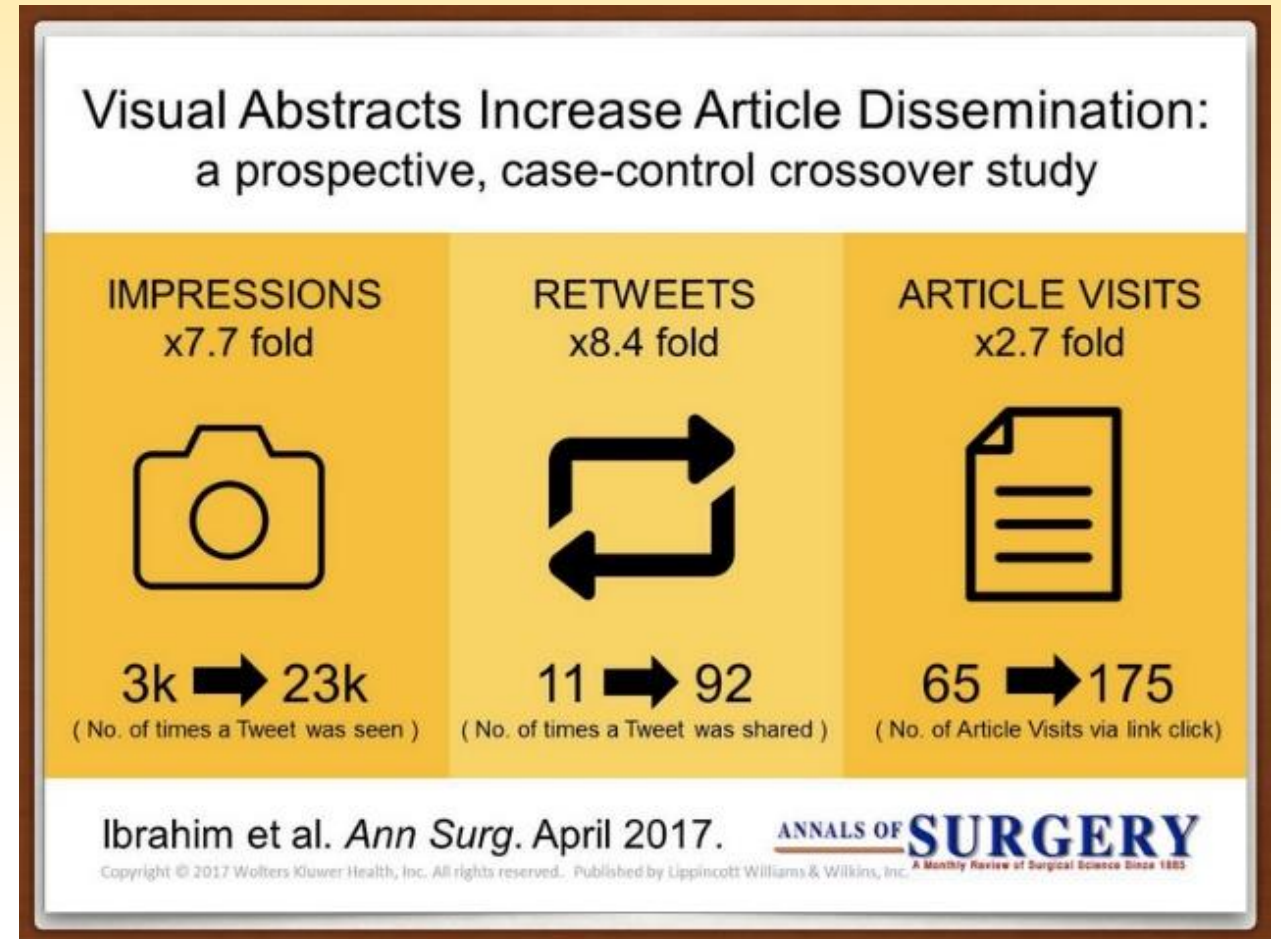 Visual Abstracts Increase Article Dissemination:
a prospective, case-control crossover study
IMPRESSIONS
x7.7 fold
3k 23k
( No. of times a Tweet was seen )
RETWEETS
x8.4 fold
11 92
( No. of times a Tweet was shared )
ARTICLE VISITS
x2.7 fold
65 175
( No. of Article Visits via link click)
Ibrahim et al. Ann Surg. April 2017.
Copyright © 2017 Wolters Kluwer Health, Inc. All rights reserved. Published by Lippincott Williams & Wilkins, Inc.
ANNALS OF SURGERY
A Monthly Review of Surgical Science Since 1885